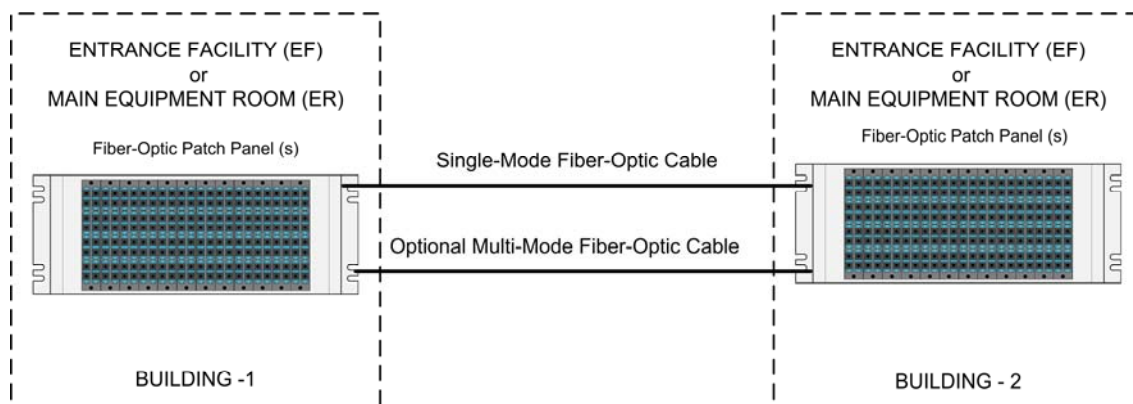 ENTRANCE FACILITY (EF)
or
MAIN EQUIPMENT ROOM (ER)
Fiber-Optic Patch Panel (s)
BUILDING -1
Single-Mode Fiber-Optic Cable
Optional Multi-Mode Fiber-Optic Cable
ENTRANCE FACILITY (EF)
or
MAIN EQUIPMENT ROOM (ER)
Fiber-Optic Patch Panel (s)
BUILDING - 2